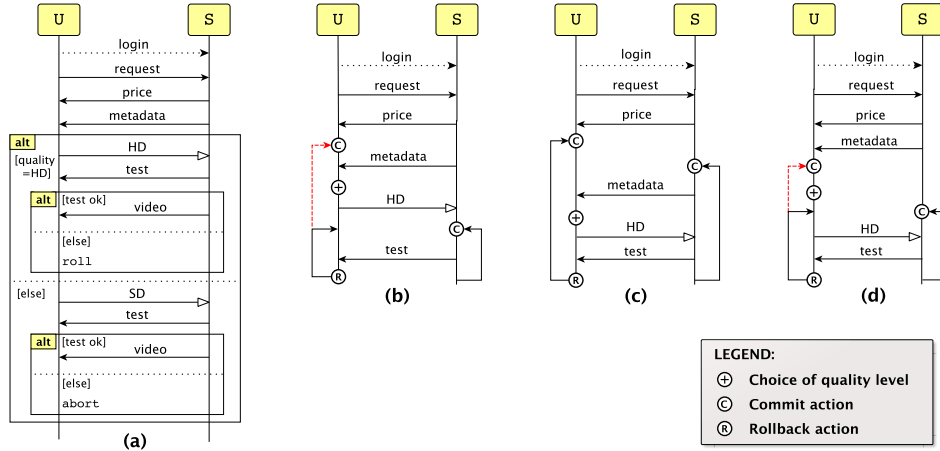 U
S
login
request
price
metadata
alt
HD
[quality
=HD]
test
alt
[test ok]
video
[else]
roll
[else]
SD
test
alt
[test ok]
video
[else]
abort
(a)
U
S
login
request
price
C
metadata
+
HD
C
test
R
(b)
U
S
login
request
price
C
C
metadata
+
HD
test
R
(c)
U
S
login
request
price
metadata
C
+
C
HD
test
R
(d)
LEGEND:
+ Choice of quality level
C Commit action
R Rollback action